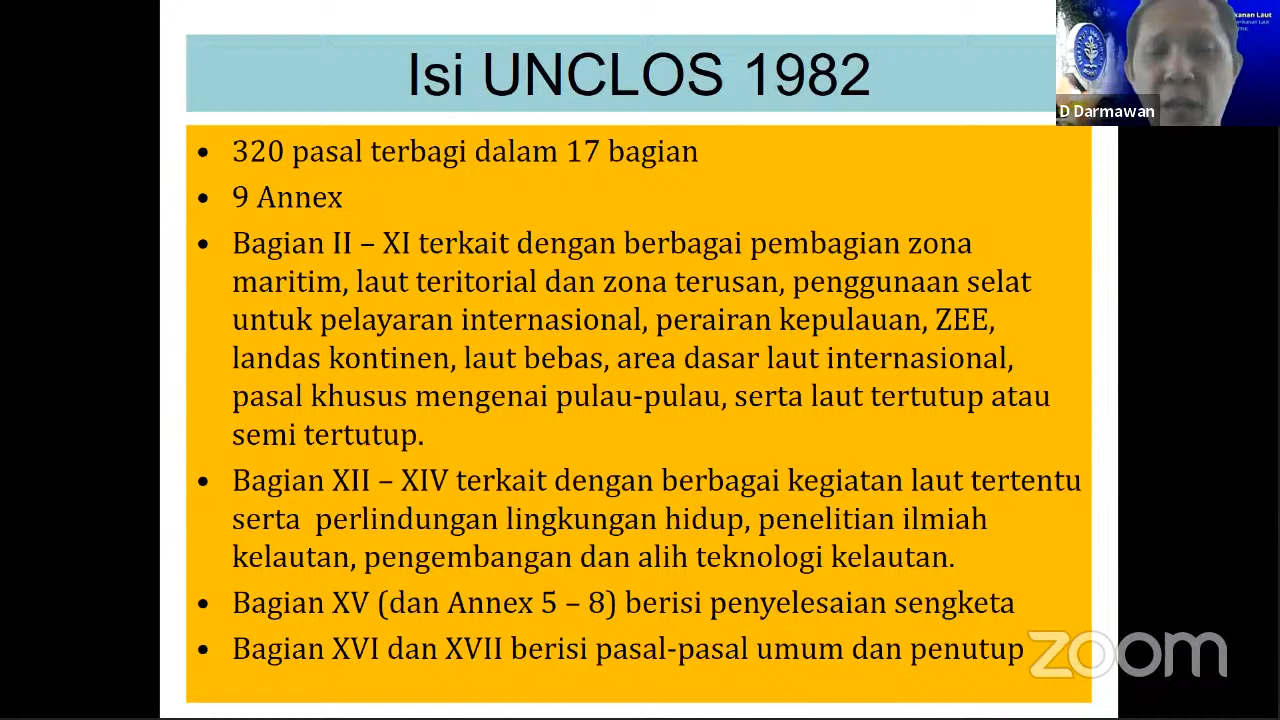 Isi UNCLOS 1982
kanan Laut
D Darmawan
• 320 pasal terbagi dalam 17 bagian
• 9 Annex
• Bagian II – XI terkait dengan berbagai pembagian zona
maritim, laut teritorial dan zona terusan, penggunaan selat
untuk pelayaran internasional, perairan kepulauan, ZEE,
landas kontinen, laut bebas, area dasar laut internasional,
pasal khusus mengenai pulau-pulau, serta laut tertutup atau
semi tertutup.
• Bagian XII – XIV terkait dengan berbagai kegiatan laut tertentu
serta perlindungan lingkungan hidup, penelitian ilmiah
kelautan, pengembangan dan alih teknologi kelautan.
• Bagian XV (dan Annex 5 – 8) berisi penyelesaian sengketa
• Bagian XVI dan XVII berisi pasal-pasal umum dan penutup
zoom